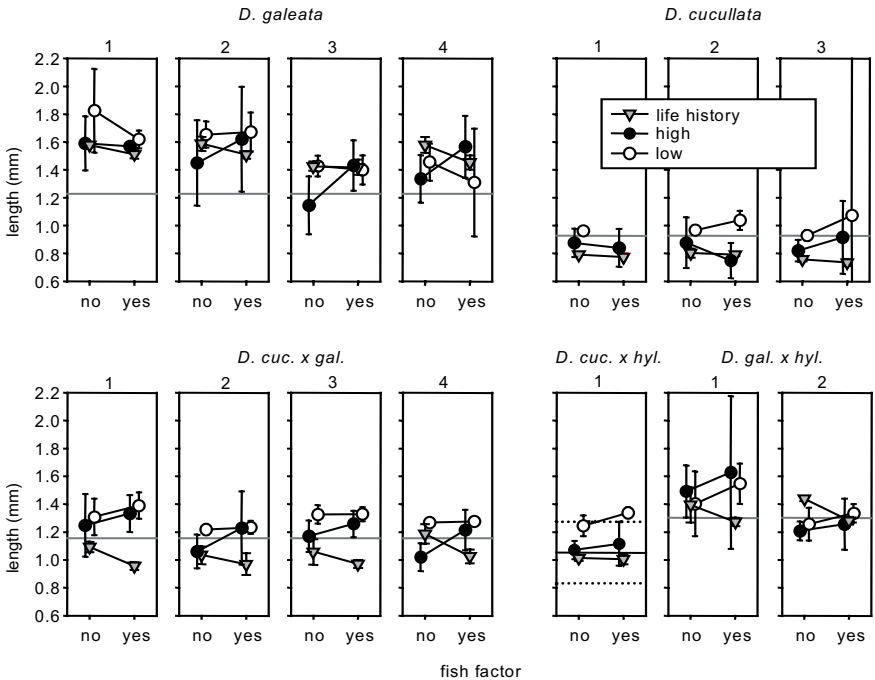 D. galeata D. cucullata
1 2 3 4 1 2 3
2.2
2.0
1.8
1.6
1.4
1.2
1.0
0.8
0.6
length (mm)
life history
high
low
no yes no yes no yes no yes no yes no yes no yes
D. cuc. x gal. D. cuc. x hyl. D. gal. x hyl.
1 2 3 4 1 1 2
2.2
2.0
1.8
1.6
1.4
1.2
1.0
0.8
0.6
length (mm)
no yes no yes no yes no yes no yes no yes no yes
fish factor